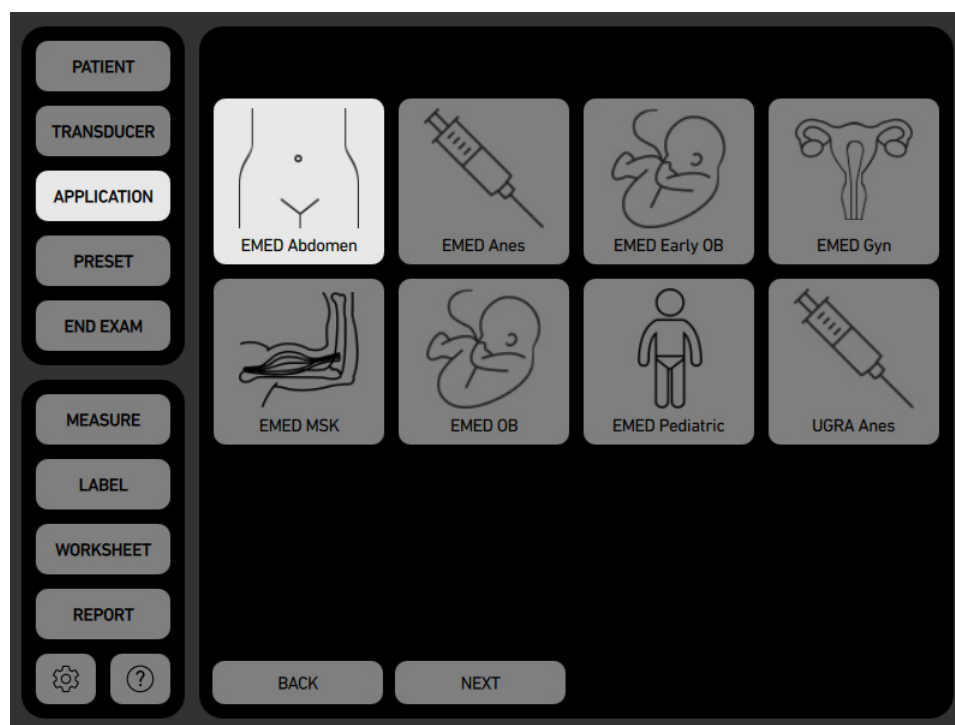 PATIENT
TRANSDUCER
APPLICATION
PRESET
END EXAM
MEASURE
LABEL
WORKSHEET
REPORT
?
EMED Abdomen
EMED Anes
EMED Early OB
EMED Gyn
EMED MSK
EMED OB
EMED Pediatric
UGRA Anes
BACK
NEXT